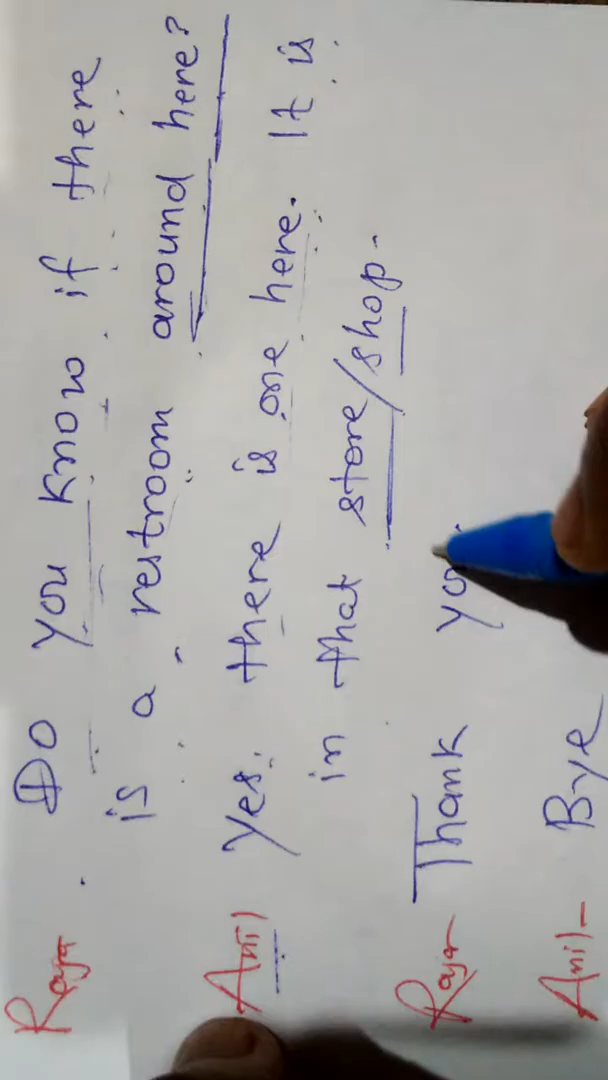 Raja Do you know if there
is a restroom around here?
Anil Yes, there is one here. It is
in that store/shop.
Raja Thank you.
Anil- Bye